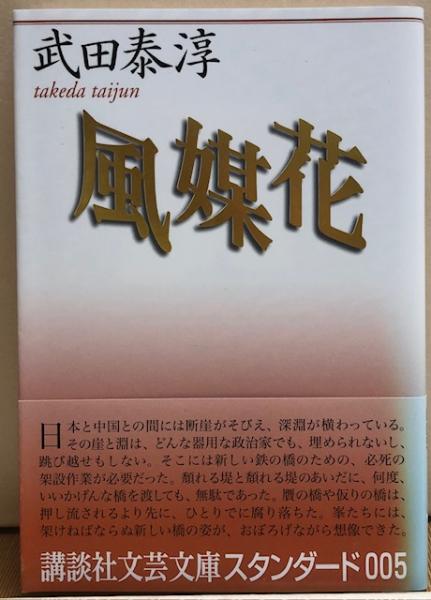 武田泰淳
takeda taijun
風媒花
日本と中国との間には断崖がそびえ、深淵が横わっている。
その崖と淵は、どんな器用な政治家でも、埋められないし、
跳び越せもしない。そこには新しい鉄の橋のための、必死の
架設作業が必要だった。頽れる堤と頽れる堤のあいだに、何度、
いいかげんな橋を渡しても、無駄であった。贋の橋や仮りの橋は、
押し流されるより先に、ひとりでに腐り落ちた。峯たちには、
架けねばならぬ新しい橋の姿が、おぼろげながら想像できた。
講談社文芸文庫スタンダード005